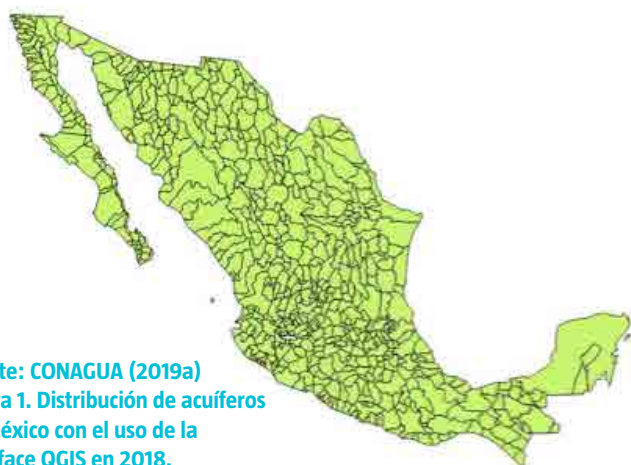 te: CONAGUA (2019a)
a 1. Distribución de acuíferos
éxico con el uso de la
face QGIS en 2018.